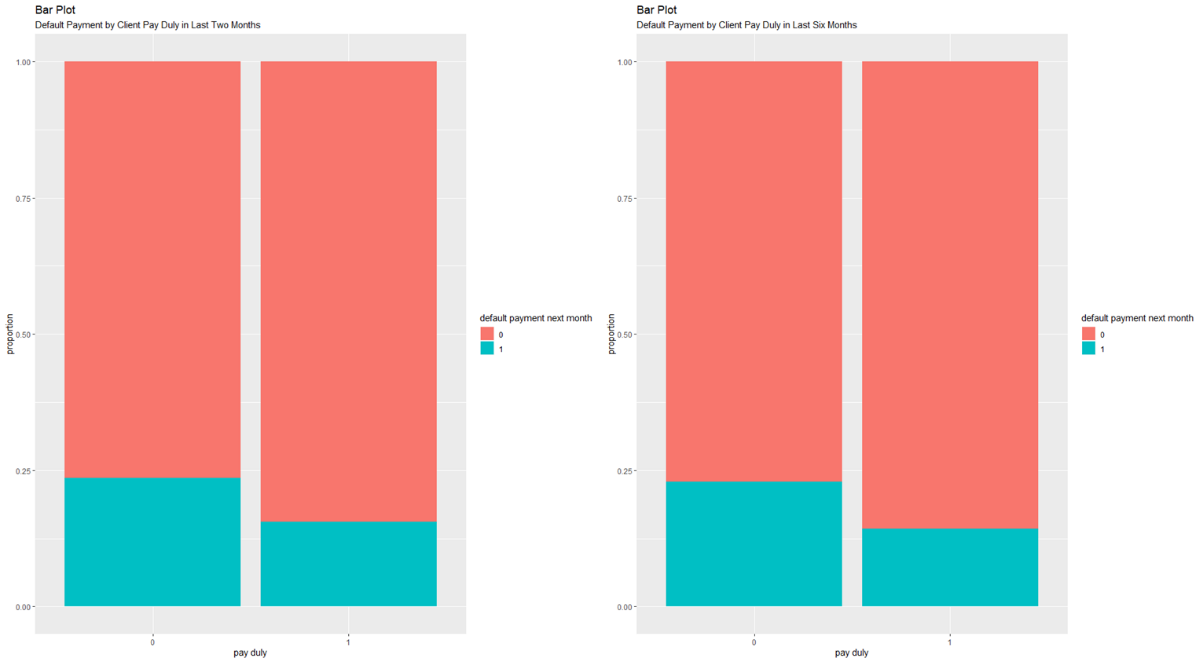 Bar Plot
Default Payment by Client Pay Duly in Last Two Months
1.00
0.75
0.50
0.25
0.00
proportion
0
1
pay duly
default payment next month
0
1
Bar Plot
Default Payment by Client Pay Duly in Last Six Months
1.00
0.75
0.50
0.25
0.00
proportion
0
1
pay duly
default payment next month
0
1